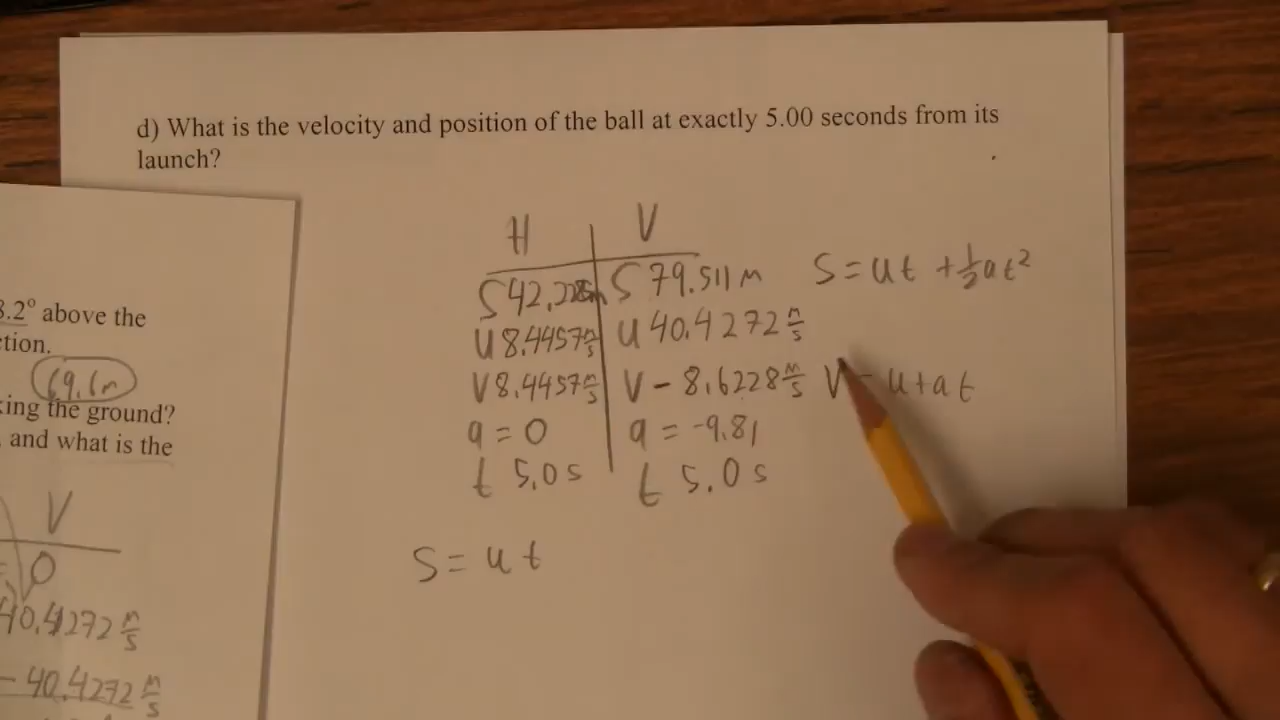 d) What is the velocity and position of the ball at exactly 5.00 seconds from its
launch?
H V
S 42.228m S 79.511 m S = ut + ½at²
U 8.4457 m/s U 40.4272 m/s
V 8.4457 m/s V - 8.6228 m/s V = u + at
a = 0 a = -9.81
t 5.0 s t 5.0 s
S = ut
8.2° above the
tion.
69.6m
king the ground?
, and what is the
V
0
40.4272 m/s
- 40.4272 m/s